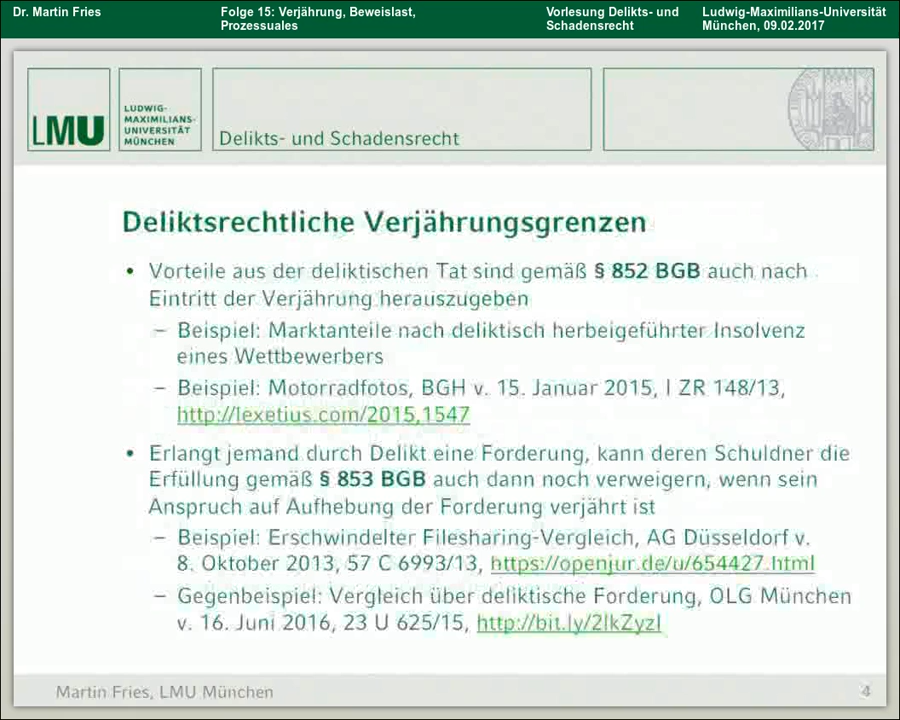 Dr. Martin Fries
Folge 15: Verjährung, Beweislast,
Prozessuales
Vorlesung Delikts- und
Schadensrecht
Ludwig-Maximilians-Universität
München, 09.02.2017
LMU
LUDWIG-
MAXIMILIANS-
UNIVERSITÄT
MÜNCHEN
Delikts- und Schadensrecht
Deliktsrechtliche Verjährungsgrenzen
• Vorteile aus der deliktischen Tat sind gemäß § 852 BGB auch nach
Eintritt der Verjährung herauszugeben
– Beispiel: Marktanteile nach deliktisch herbeigeführter Insolvenz
eines Wettbewerbers
– Beispiel: Motorradfotos, BGH v. 15. Januar 2015, I ZR 148/13,
http://lexetius.com/2015,1547
• Erlangt jemand durch Delikt eine Forderung, kann deren Schuldner die
Erfüllung gemäß § 853 BGB auch dann noch verweigern, wenn sein
Anspruch auf Aufhebung der Forderung verjährt ist
– Beispiel: Erschwindelter Filesharing-Vergleich, AG Düsseldorf v.
8. Oktober 2013, 57 C 6993/13, https://openjur.de/u/654427.html
– Gegenbeispiel: Vergleich über deliktische Forderung, OLG München
v. 16. Juni 2016, 23 U 625/15, http://bit.ly/2lkZyzl
Martin Fries, LMU München
4